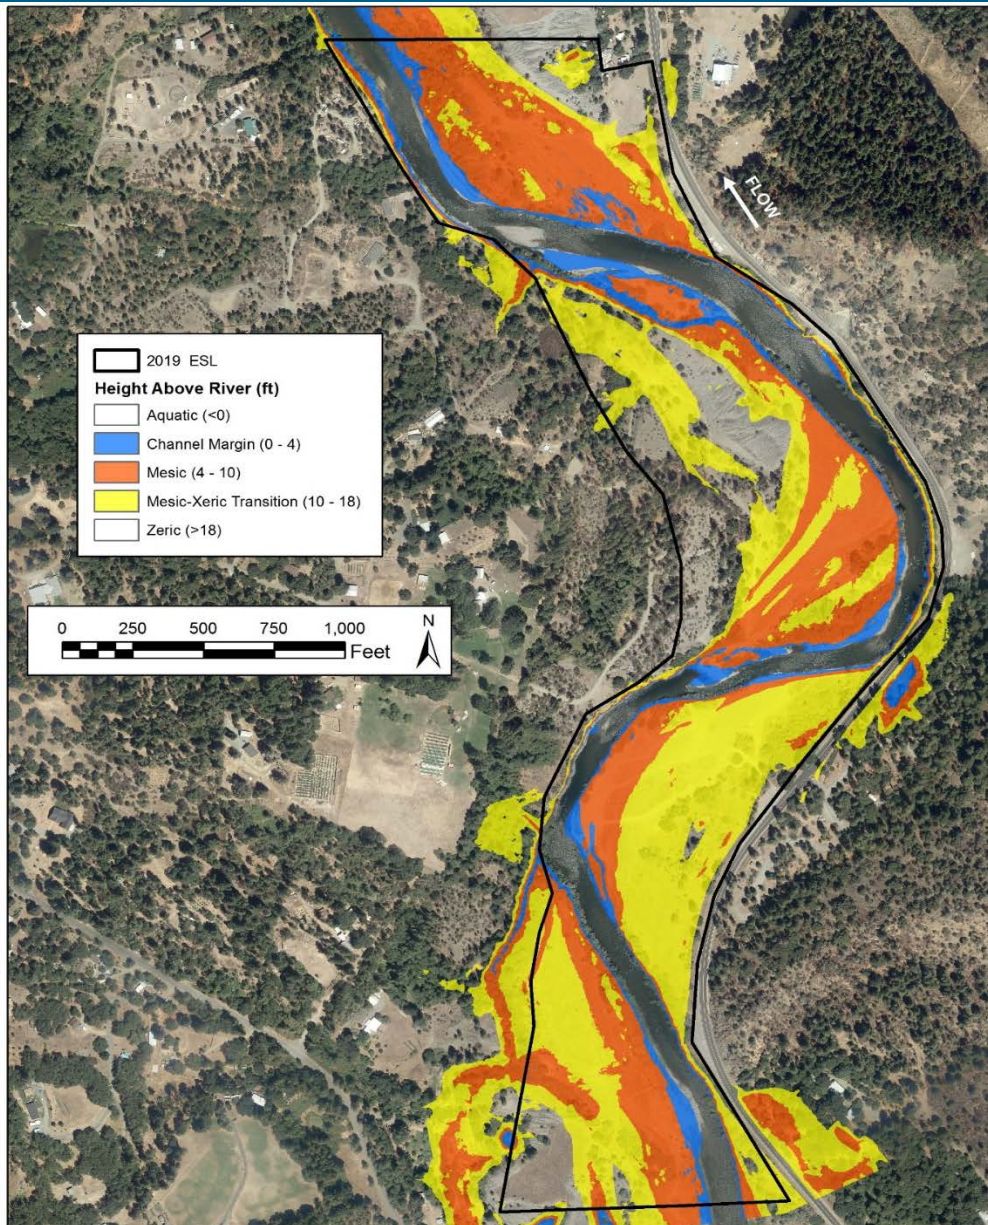 FLOW
2019 ESL
Height Above River (ft)
Aquatic (<0)
Channel Margin (0 - 4)
Mesic (4 - 10)
Mesic-Xeric Transition (10 - 18)
Zeric (>18)
N
0 250 500 750 1,000
Feet